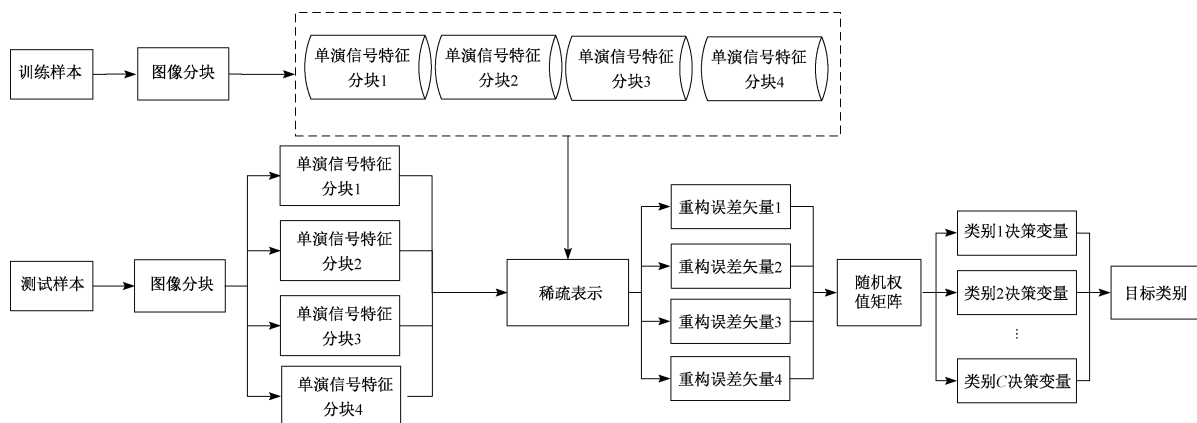 训练样本
图像分块
单演信号特征
分块1
单演信号特征
分块2
单演信号特征
分块3
单演信号特征
分块4
测试样本
图像分块
单演信号特征
分块1
单演信号特征
分块2
单演信号特征
分块3
单演信号特征
分块4
稀疏表示
重构误差矢量1
重构误差矢量2
重构误差矢量3
重构误差矢量4
随机权
值矩阵
类别1决策变量
类别2决策变量
⋮
类别C决策变量
目标类别